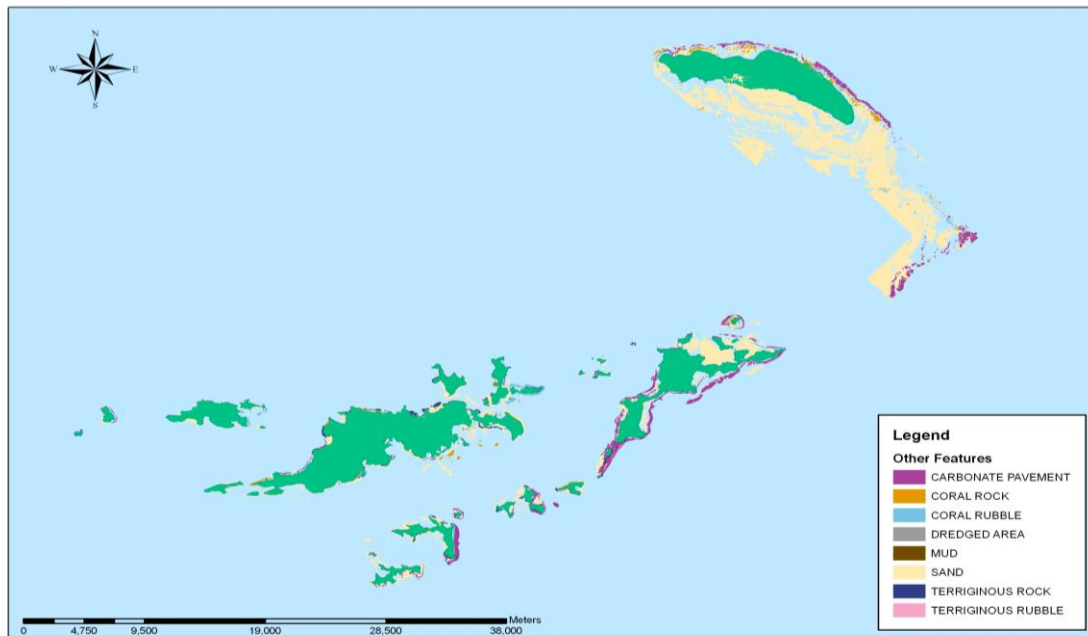 N
W E
S
Legend
Other Features
CARBONATE PAVEMENT
CORAL ROCK
CORAL RUBBLE
DREDGED AREA
MUD
SAND
TERRIGINOUS ROCK
TERRIGINOUS RUBBLE
Meters
0 4,750 9,500 19,000 28,500 38,000